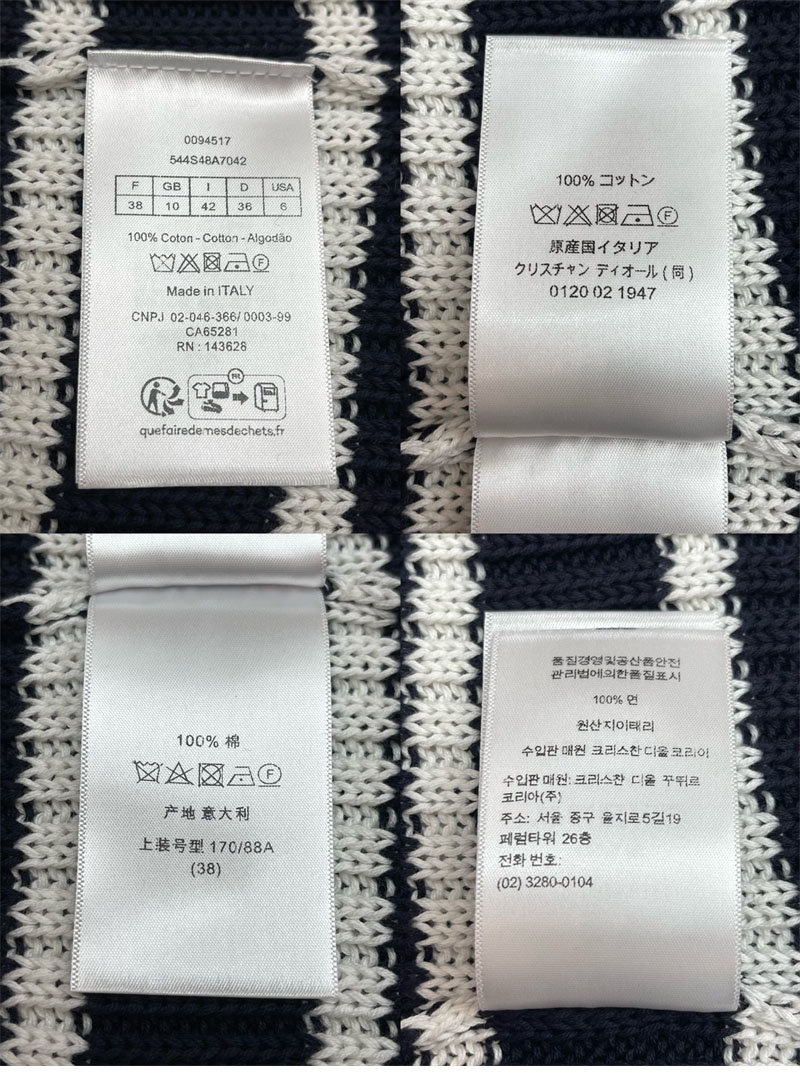 0094517
544S48A7042
F GB I D USA
38 10 42 36 6
100% Coton - Cotton - Algodão
Made in ITALY
CNPJ 02-046-366/ 0003-99
CA65281
RN : 143628
quefairedemesdechets.fr
100% コットン
原産国イタリア
クリスチャン ディオール ( 同 )
0120 02 1947
100% 棉
产地 意大利
上装号型 170/88A
(38)
품질경영및공산품안전
관리법에의한품질표시
100% 면
원산지이태리
수입판 매원 크리스찬 디올 코리어
수입판 매원: 크리스찬 디올 꾸뛰르
코리아(주)
주소: 서울 중구 을지로5길19
페럼타워 26층
전화 번호:
(02) 3280-0104